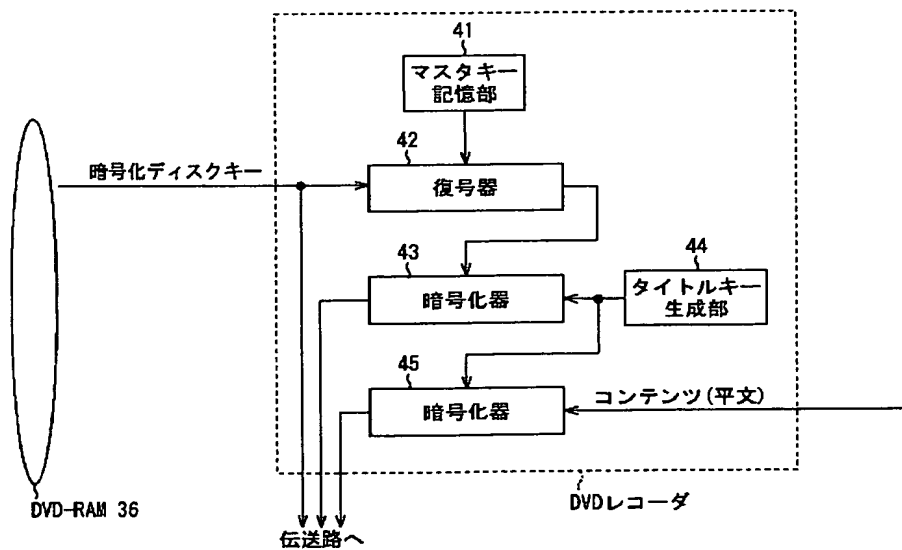 41
マスタキー
記憶部
42
暗号化ディスクキー
復号器
43
44
暗号化器
タイトルキー
生成部
45
コンテンツ(平文)
暗号化器
DVD-RAM 36
DVDレコーダ
伝送路へ